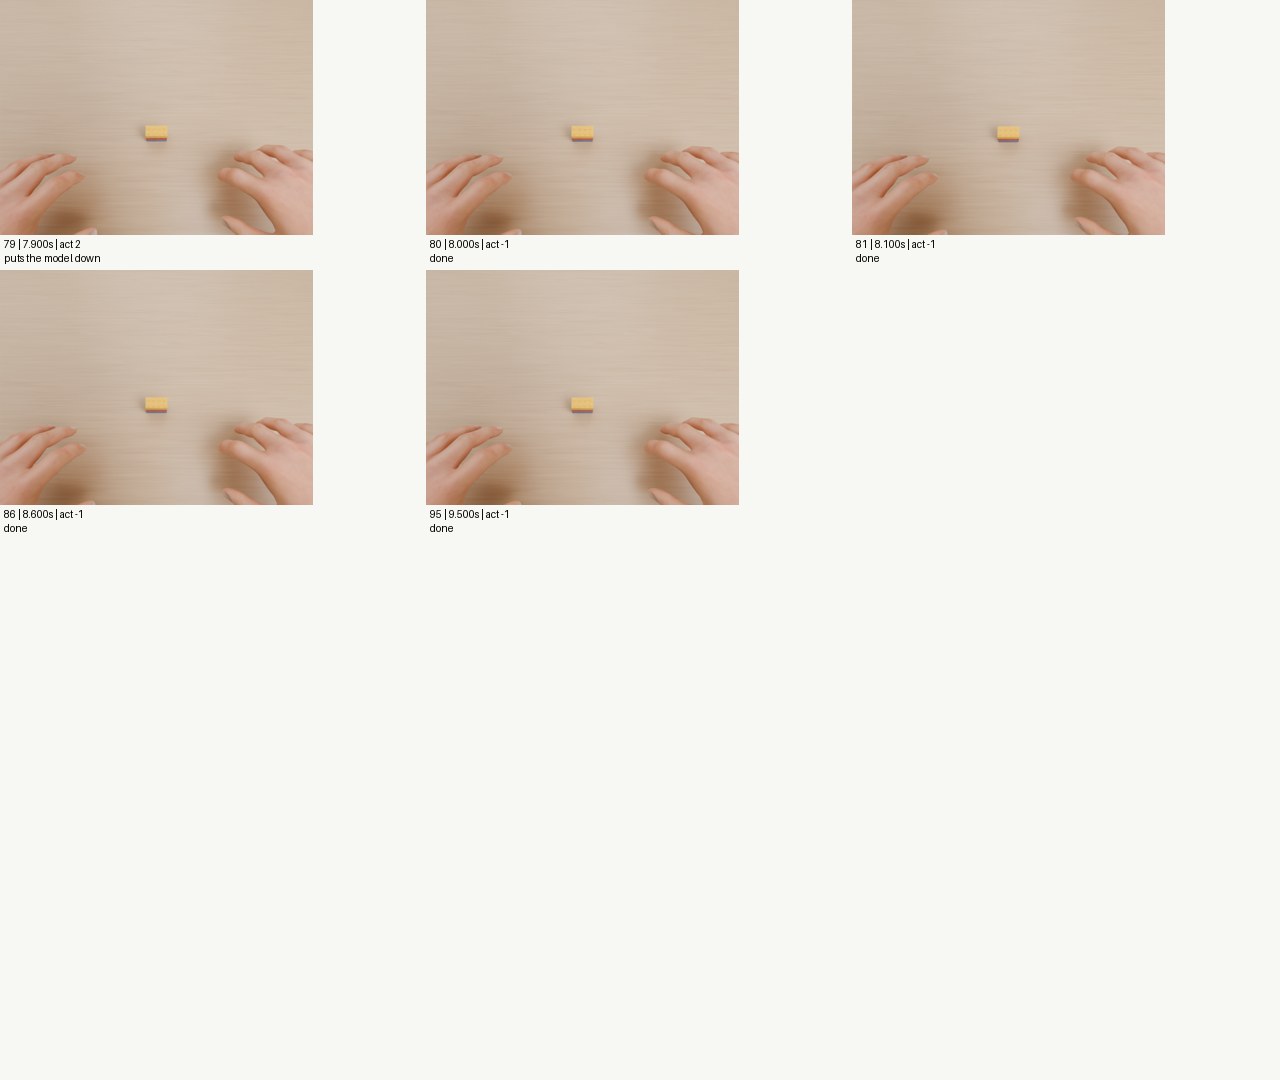 79 | 7.900s | act 2
puts the model down
80 | 8.000s | act -1
done
81 | 8.100s | act -1
done
86 | 8.600s | act -1
done
95 | 9.500s | act -1
done